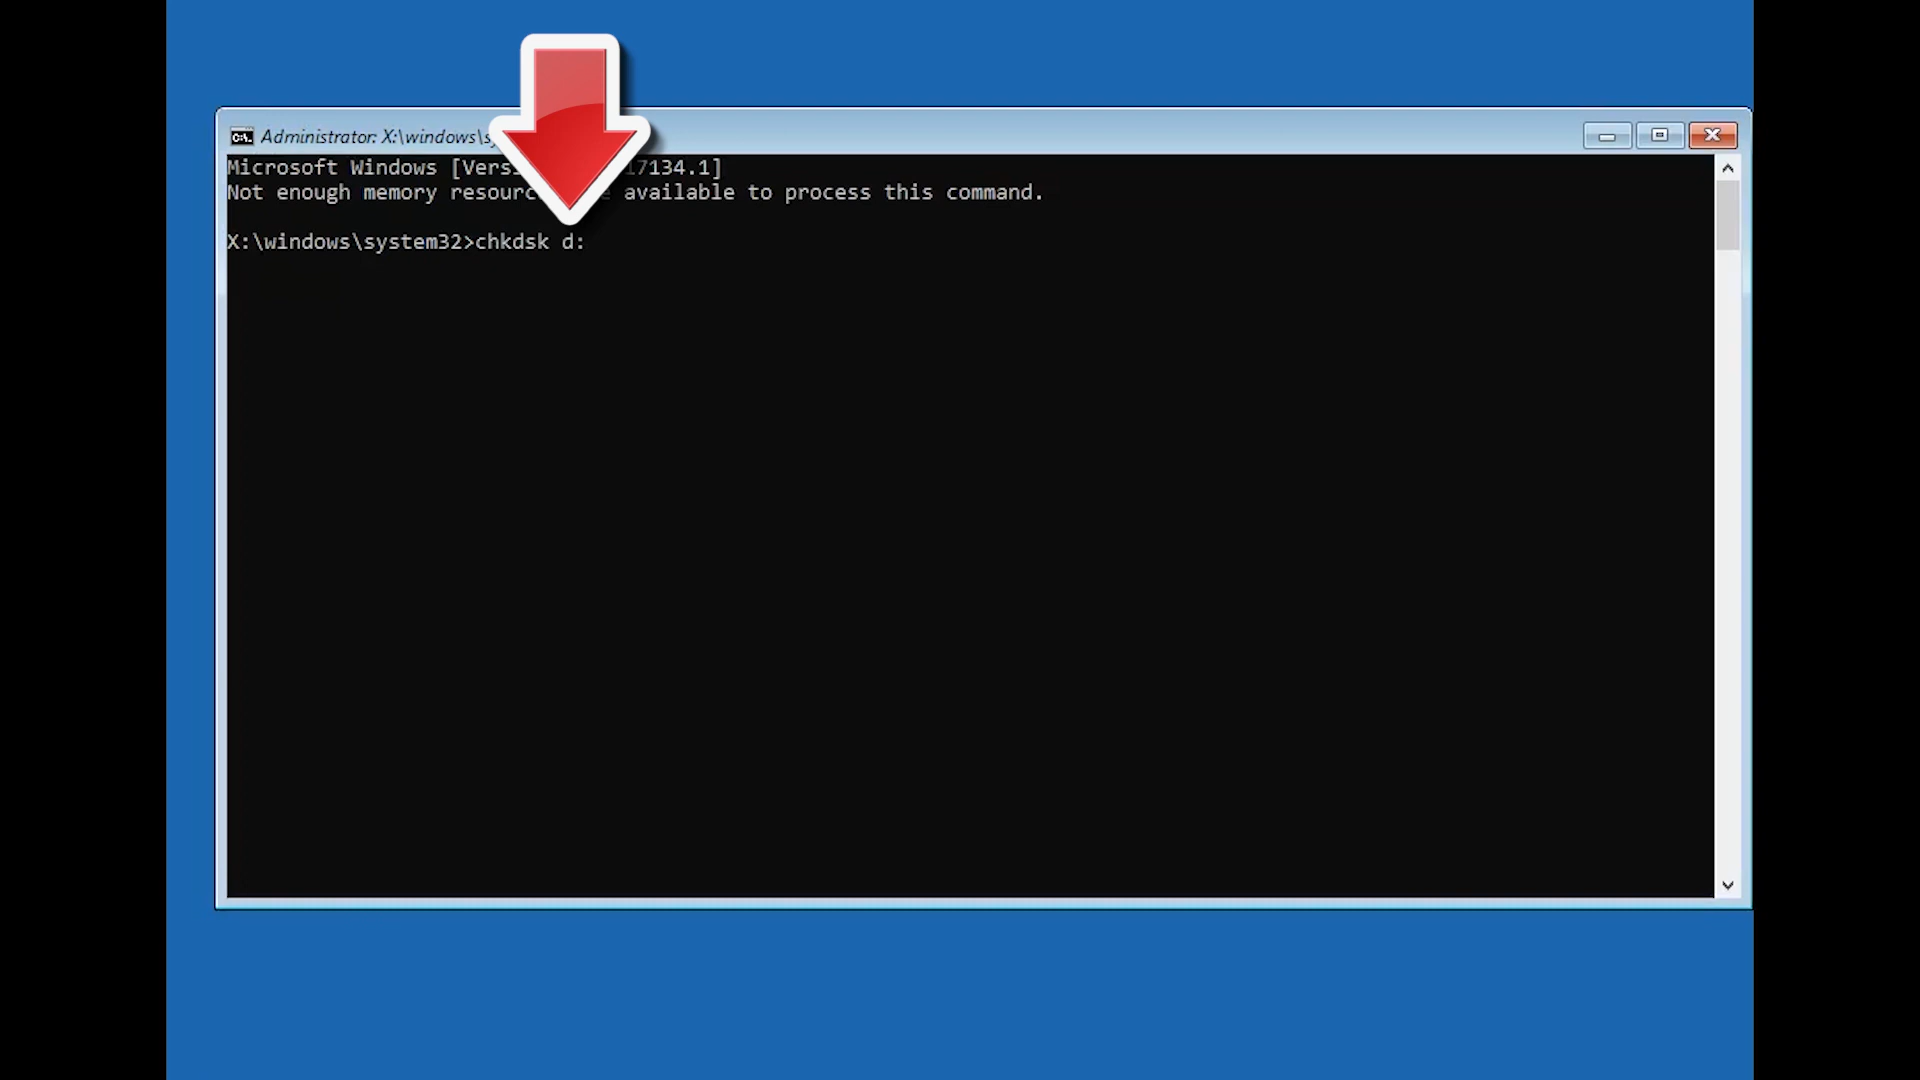 Administrator: X:\windows\s
Microsoft Windows [Vers 17134.1]
Not enough memory resourc available to process this command.
X:\windows\system32>chkdsk d: